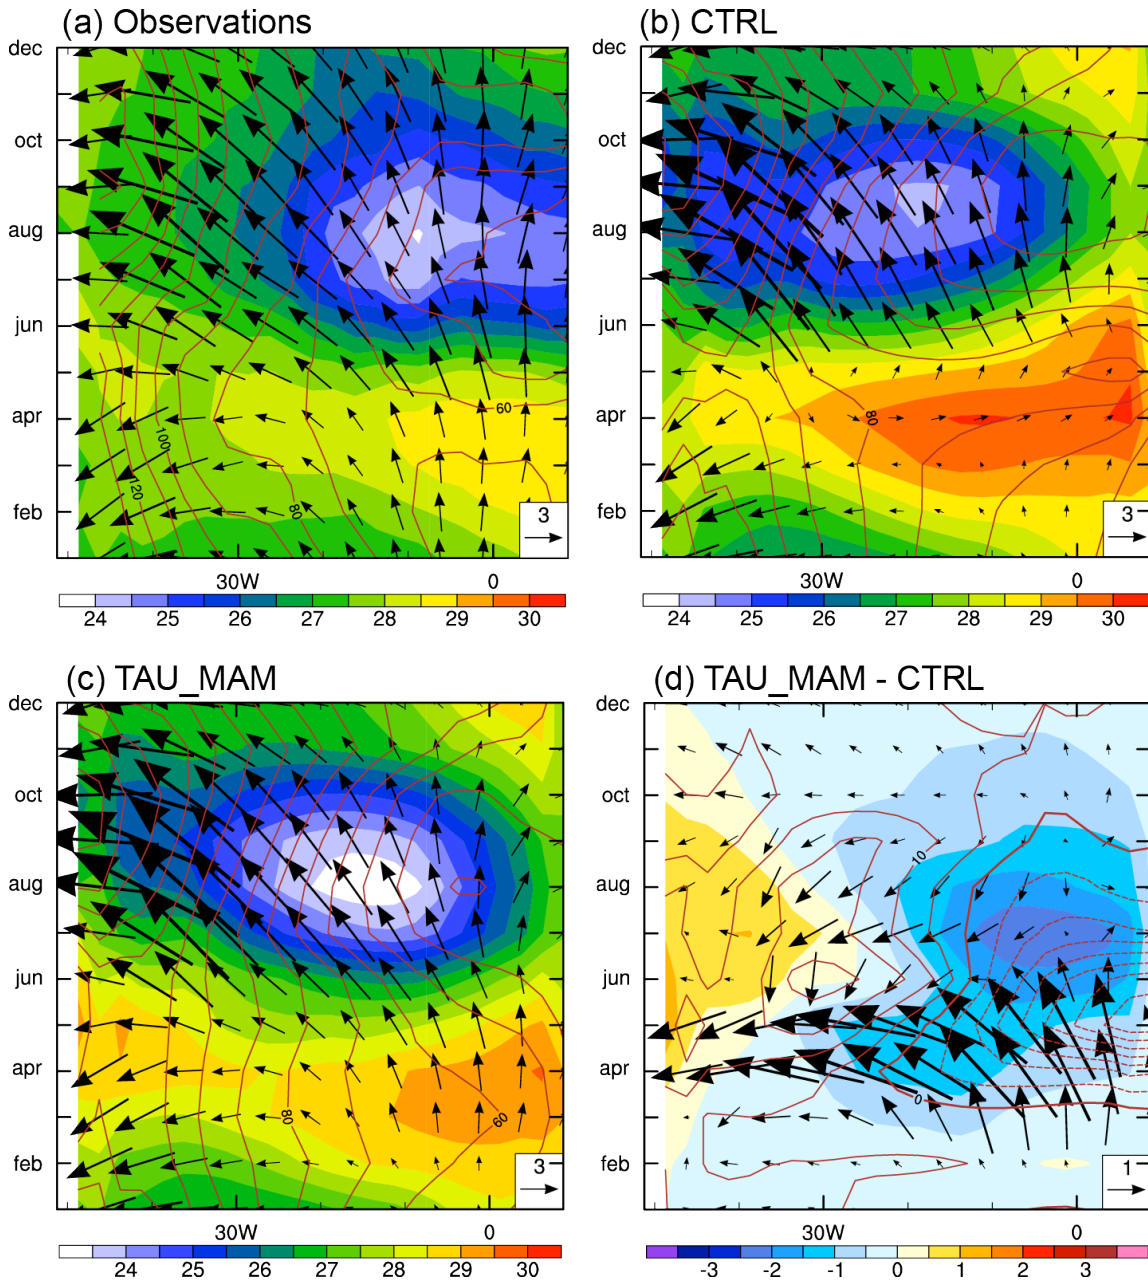 (a) Observations
dec
oct
aug
jun
apr
feb
60
100
120
80
3
30W 0
24 25 26 27 28 29 30
(b) CTRL
dec
oct
aug
jun
apr
feb
80
3
30W 0
24 25 26 27 28 29 30
(c) TAU_MAM
dec
oct
aug
jun
apr
feb
80
60
3
30W 0
24 25 26 27 28 29 30
(d) TAU_MAM - CTRL
dec
oct
aug
jun
apr
feb
10
0
1
30W 0
-3 -2 -1 0 1 2 3